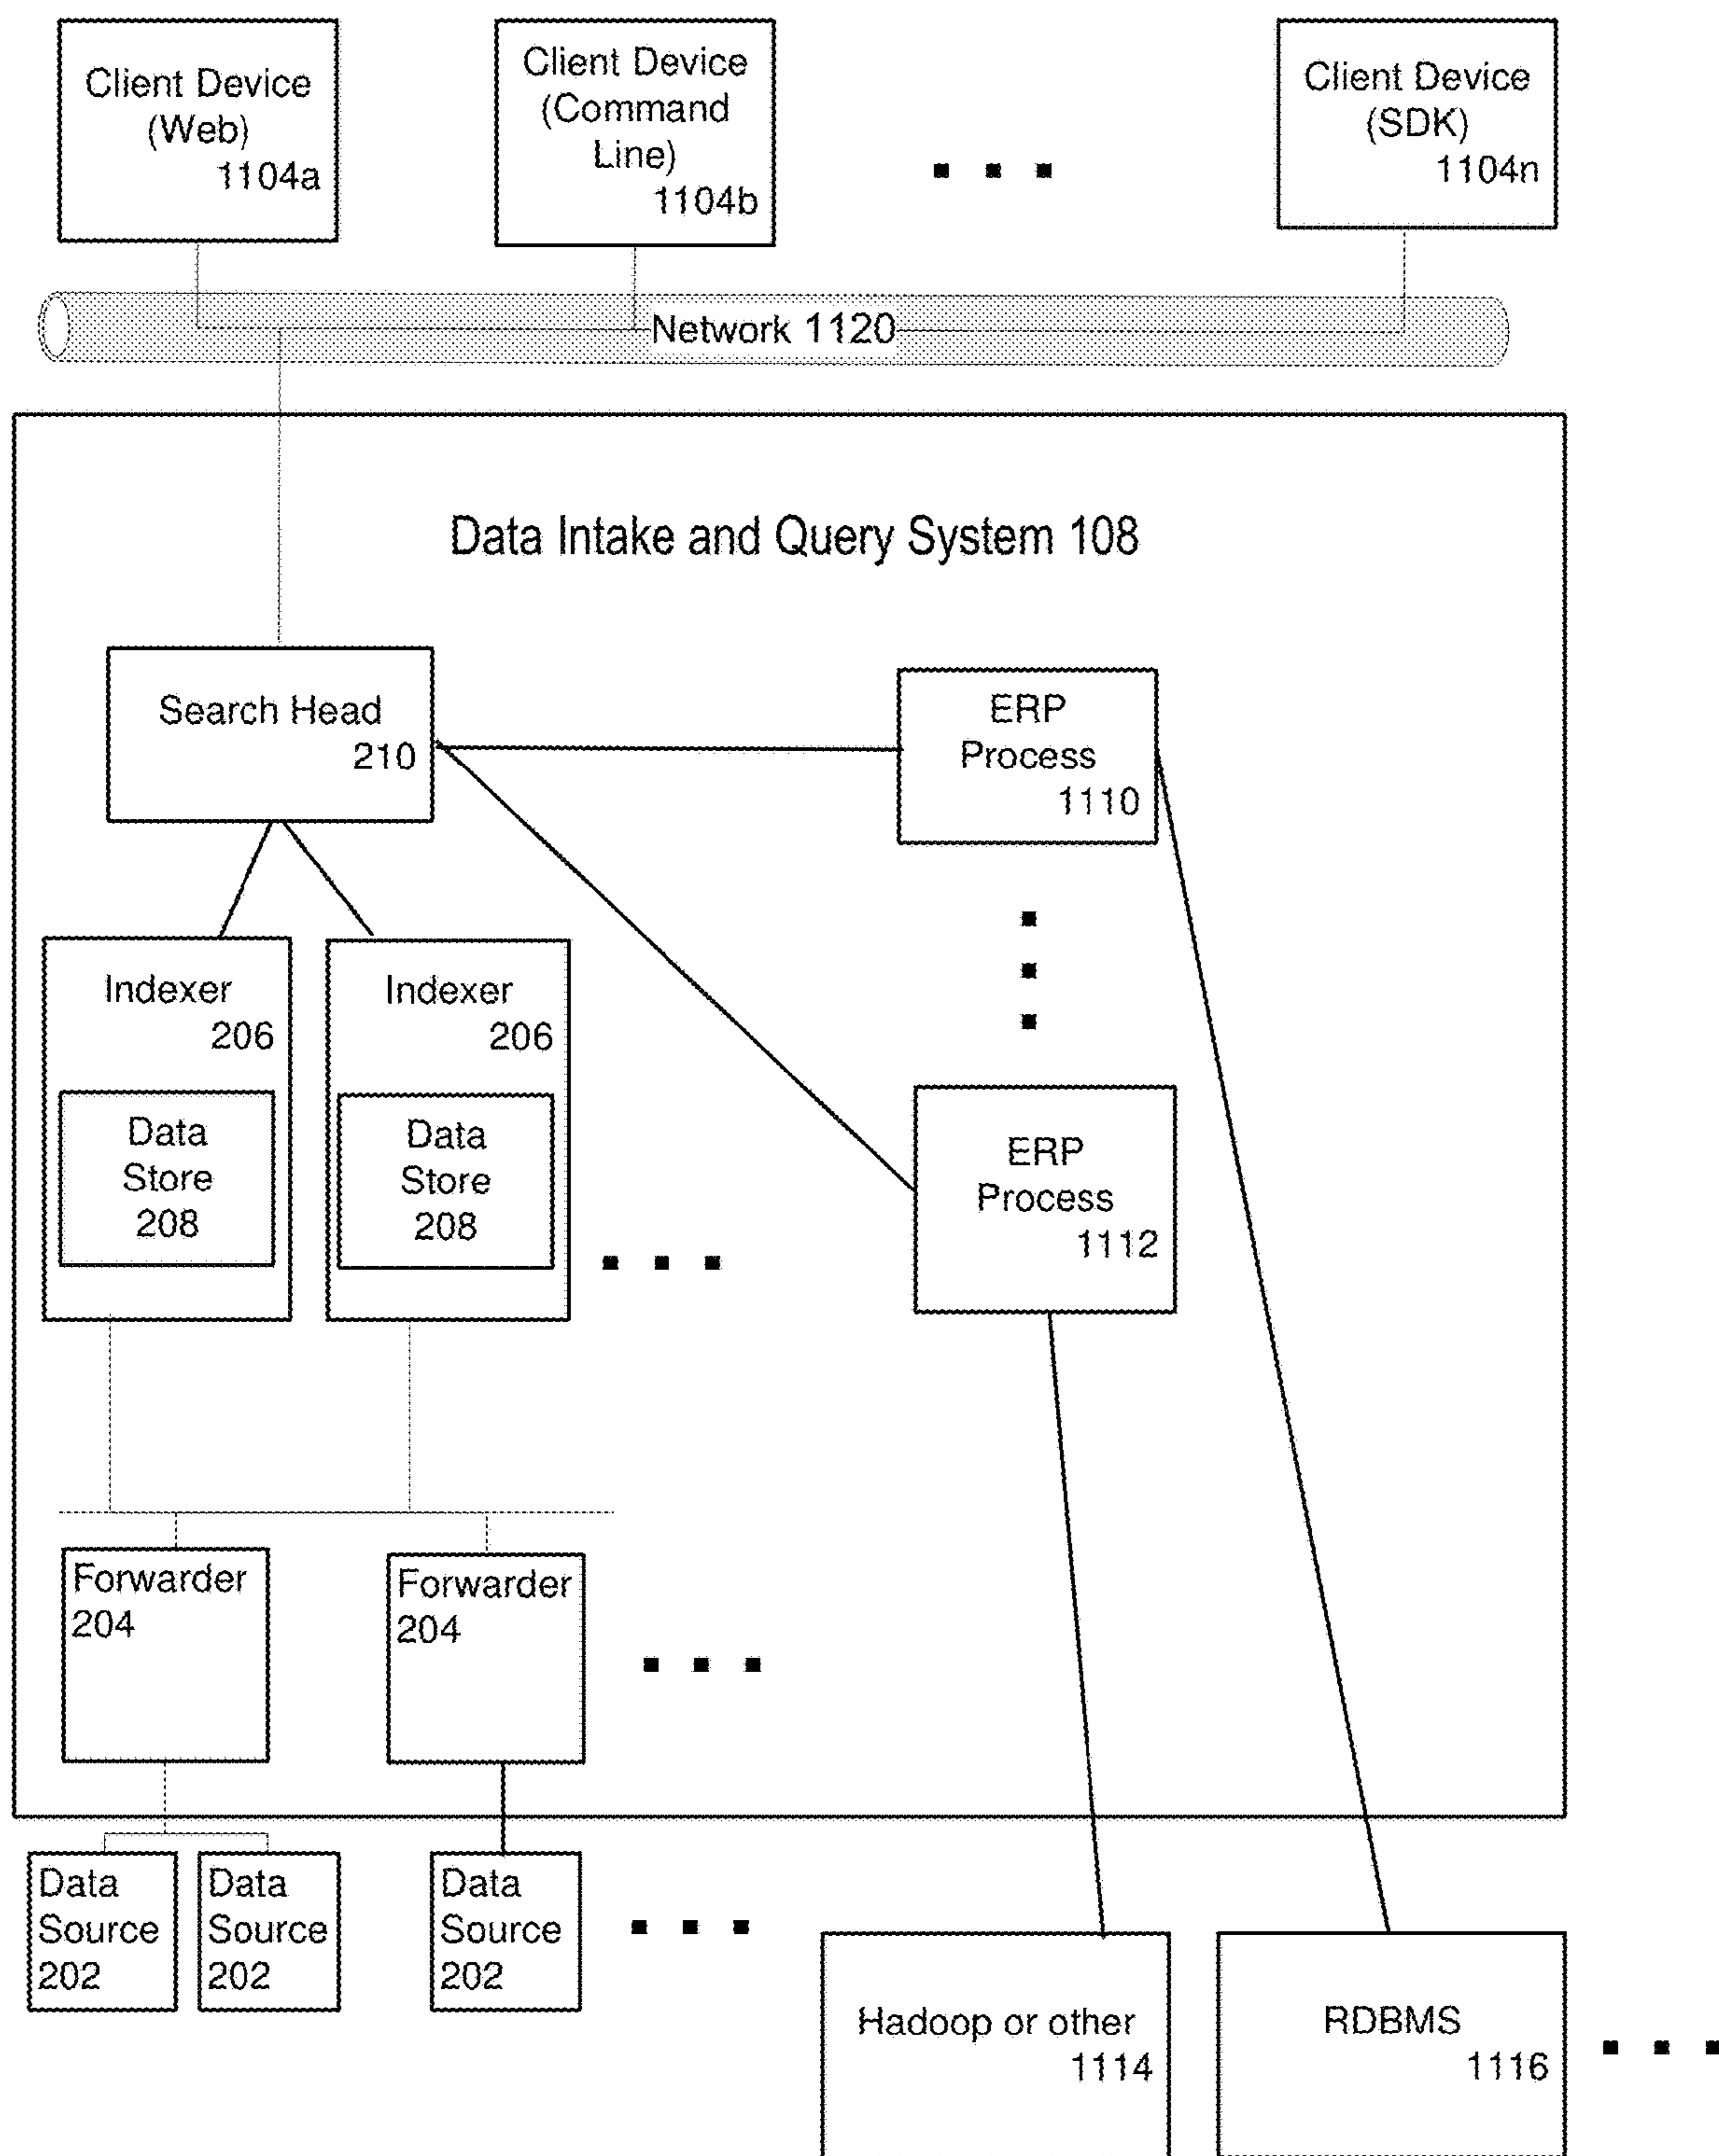 Client Device
(Web)
1104a
Client Device
(Command
Line)
1104b
Client Device
(SDK)
1104n
Network 1120
Data Intake and Query System 108
Search Head
210
ERP
Process
1110
Indexer
206
Data
Store
208
Indexer
206
Data
Store
208
ERP
Process
1112
Forwarder
204
Forwarder
204
Data
Source
202
Data
Source
202
Data
Source
202
Hadoop or other
1114
RDBMS
1116